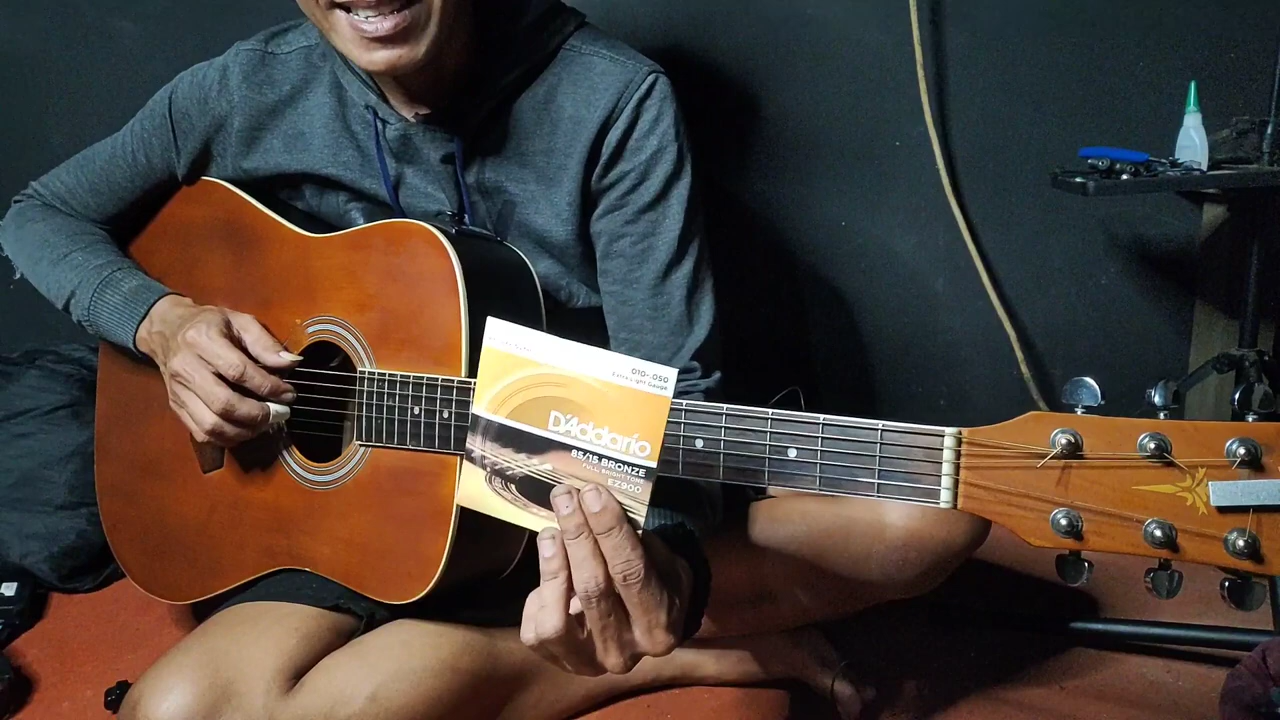 010-.050
Extra Light Gauge
D'Addario
85/15 BRONZE
FULL, BRIGHT TONE
EZ900